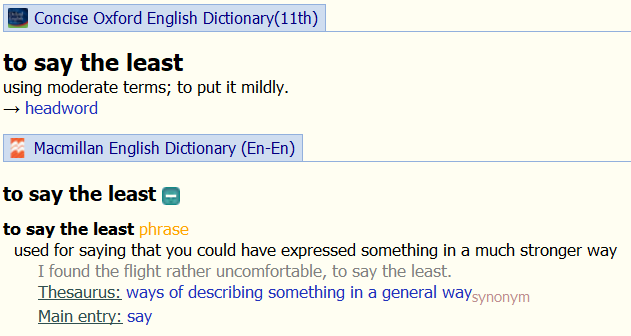 Concise Oxford English Dictionary(11th)
to say the least
using moderate terms; to put it mildly.
→ headword
Macmillan English Dictionary (En-En)
to say the least
to say the least phrase
used for saying that you could have expressed something in a much stronger way
I found the flight rather uncomfortable, to say the least.
Thesaurus: ways of describing something in a general way synonym
Main entry: say